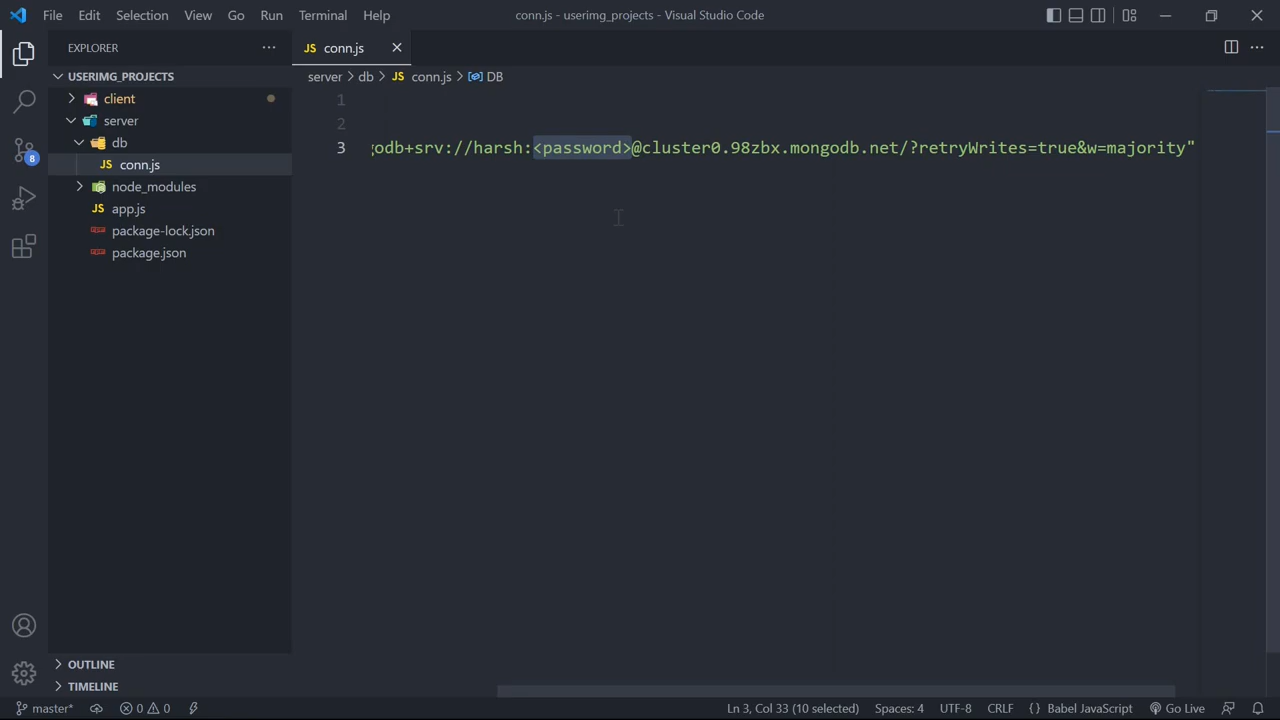 File Edit Selection View Go Run Terminal Help conn.js - userimg_projects - Visual Studio Code
EXPLORER
JS conn.js
USERIMG_PROJECTS
server > db > JS conn.js > DB
client
1
server
2
db
3 godb+srv://harsh:<password>@cluster0.98zbx.mongodb.net/?retryWrites=true&w=majority"
8
conn.js
node_modules
JS app.js
package-lock.json
package.json
OUTLINE
TIMELINE
master* 0 0 Ln 3, Col 33 (10 selected) Spaces: 4 UTF-8 CRLF {} Babel JavaScript Go Live